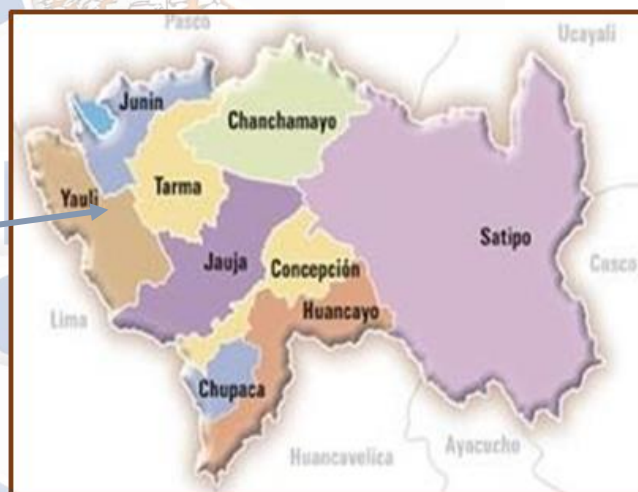 Pasco
Ucayali
Junin
Chanchamayo
Yauli
Tarma
Satipo
Jauja
Concepción
Cusco
Huancayo
Lima
Chupaca
Ayacucho
Huancavelica